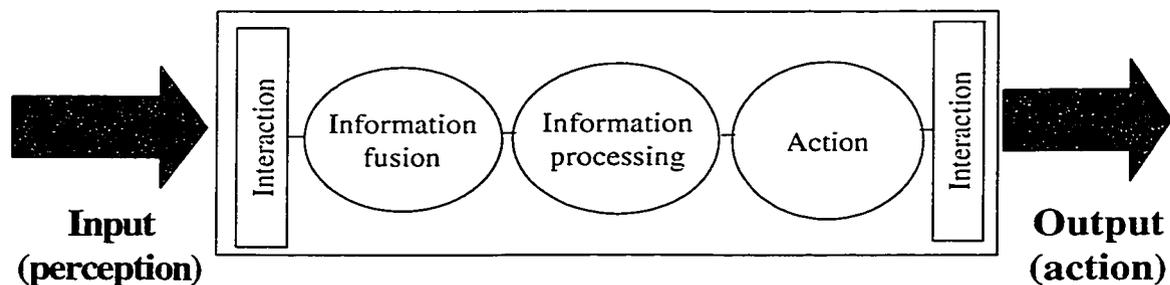 Input
(perception)
Interaction
Information
fusion
Information
processing
Action
Interaction
Output
(action)